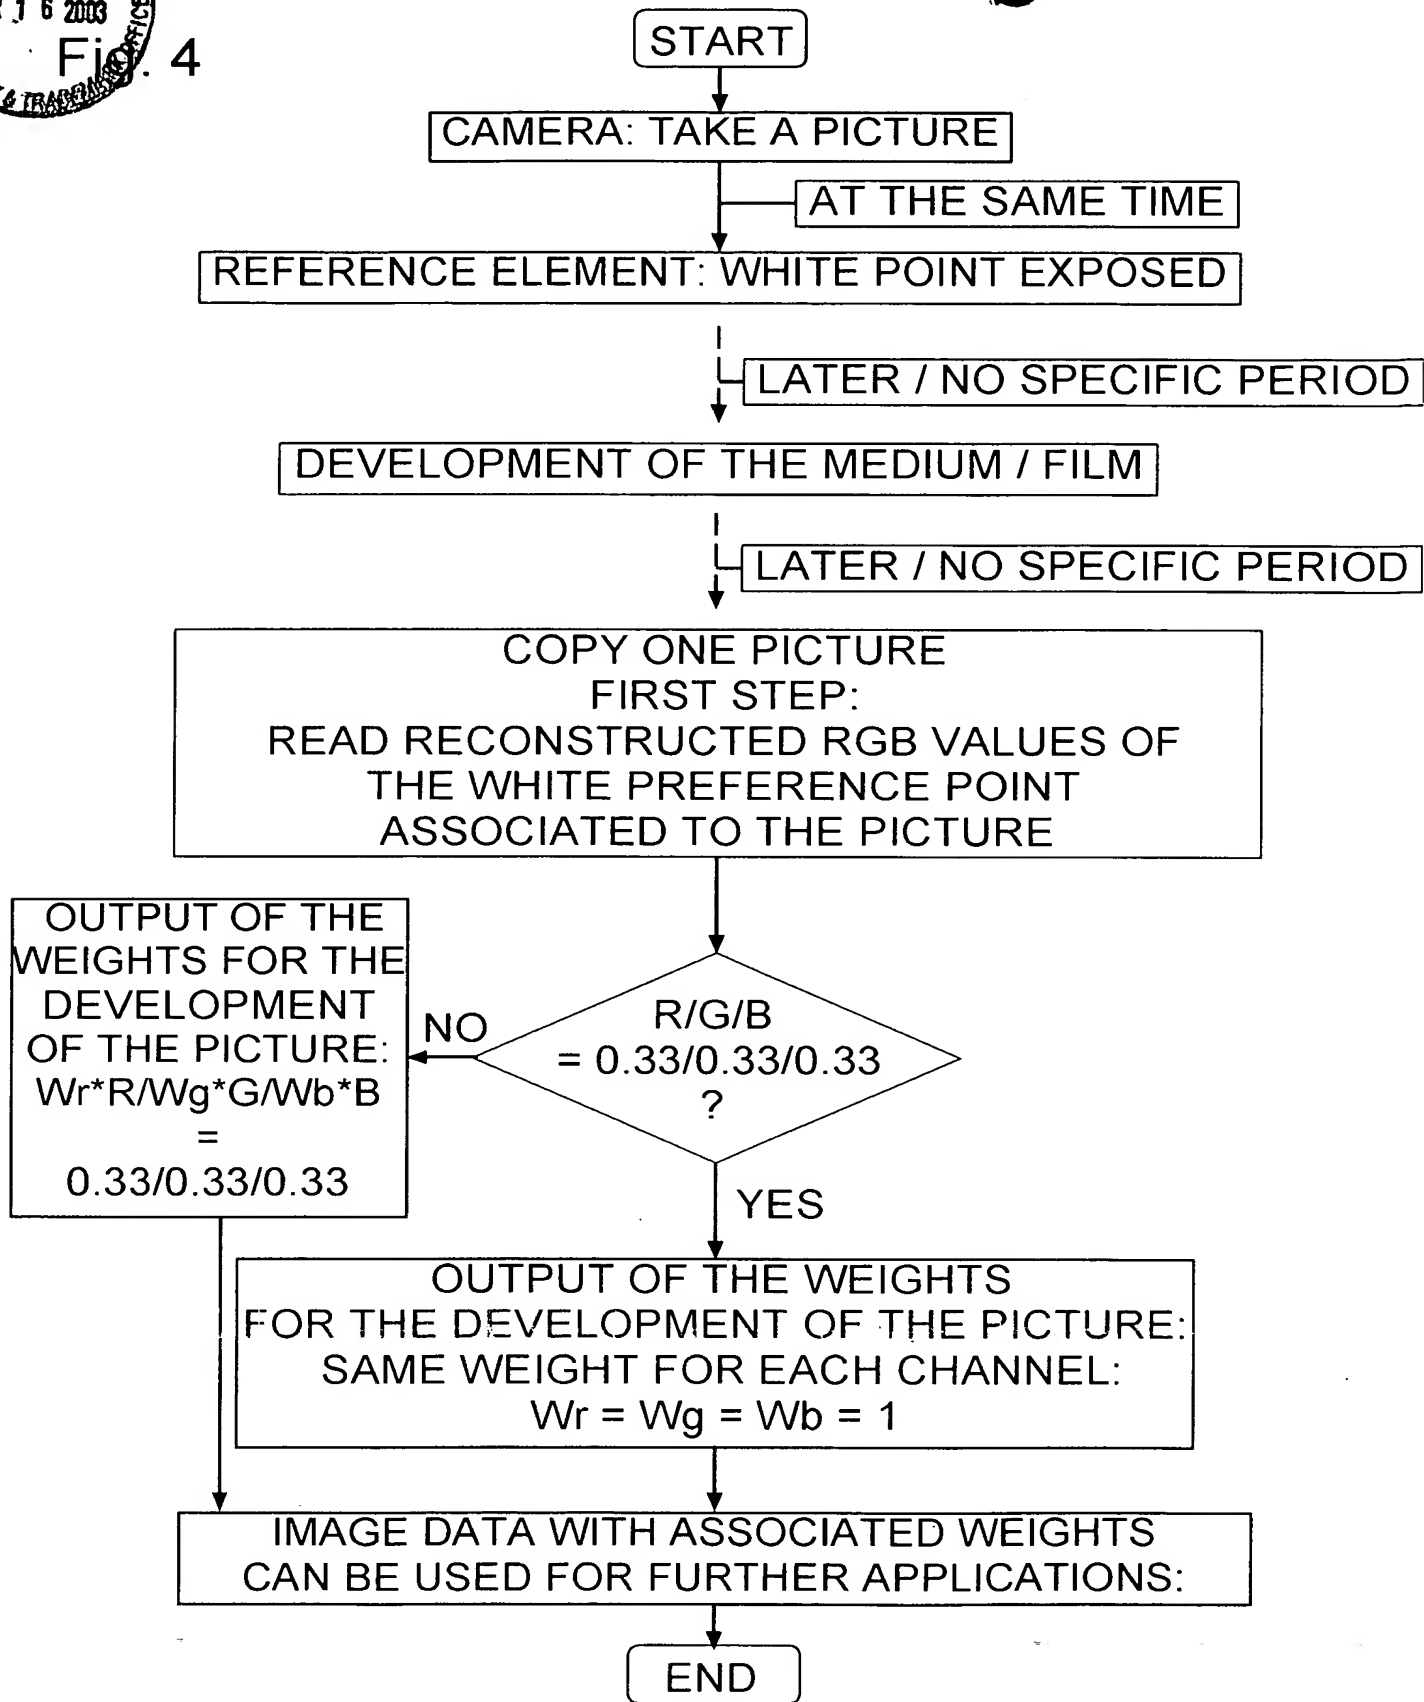 16 2003
Fig. 4
& TRADEMARK OFFICE
START
CAMERA: TAKE A PICTURE
AT THE SAME TIME
REFERENCE ELEMENT: WHITE POINT EXPOSED
LATER / NO SPECIFIC PERIOD
DEVELOPMENT OF THE MEDIUM / FILM
LATER / NO SPECIFIC PERIOD
COPY ONE PICTURE
FIRST STEP:
READ RECONSTRUCTED RGB VALUES OF
THE WHITE PREFERENCE POINT
ASSOCIATED TO THE PICTURE
R/G/B
= 0.33/0.33/0.33
?
NO
OUTPUT OF THE
WEIGHTS FOR THE
DEVELOPMENT
OF THE PICTURE:
Wr*R/Wg*G/Wb*B
=
0.33/0.33/0.33
YES
OUTPUT OF THE WEIGHTS
FOR THE DEVELOPMENT OF THE PICTURE:
SAME WEIGHT FOR EACH CHANNEL:
Wr = Wg = Wb = 1
IMAGE DATA WITH ASSOCIATED WEIGHTS
CAN BE USED FOR FURTHER APPLICATIONS:
END